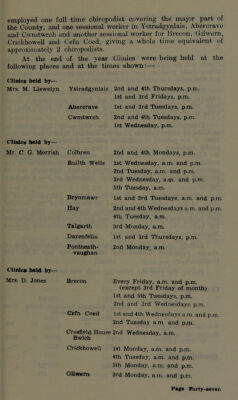 employed one full time chiropodist covering the major part of
the County, and one sessional worker in Ystradgynlais, Abercrave
and Cwmtwrch and another sessional worker for Brecon, Gilwern,
Crickhowell and Cefn Coed, giving a whole time equivalent of
approximately 2 chiropodists.
At the end of the year Clinics were being held at the
following places and at the times shown:—
Clinics held by—
Mrs. M. Llewelyn Ystradgynlais 2nd and 4th Thursdays, p.m.
1st and 3rd Fridays, p.m.
Abercrave 1st and 3rd Tuesdays, p.m.
Cwmtwrch 2nd and 4th Tuesdays, p.m.
1st Wednesday, p.m.
Clinics held by—
Mr. C. G. Morrish Colbren 2nd and 4th Mondays, p.m.
Builth Wells 1st Wednesday, a.m. and p.m.
2nd Tuesday, a.m. and p.m.
3rd Wednesday, a.m. and p.m.
5th Tuesday, a.m.
Brynmawr 1st and 3rd Tuesdays, a.m. and p.m.
Hay 2nd and 4th Wednesdays a.m. and p.m.
4th Tuesday, a.m.
Talgarth 3rd Monday, a.m.
Darenfelin 1st and 3rd Thursdays, p.m.
Pontneath-
vaughan 2nd Monday, a.m.
Clinics held by—
Mrs. D. Jones Brecon Every Friday, a.m. and p.m.
(except 3rd Friday of month)
1st and 5th Tuesdays, p.m.
2nd and 3rd Wednesdays p.m.
Cefn Coed 1st and 4th Wednesdays a.m. and p.m.
2nd Tuesday a.m. and p.m.
Crosfield House 2nd Wednesday, a.m.
Bwlch
Crickhowell 1st Monday, a.m. and p.m.
4th Tuesday, a.m. and p.m.
5th Monday, a.m. and p.m.
Gilwern 3rd Monday, a.m. and p.m.
Page Forty-seven